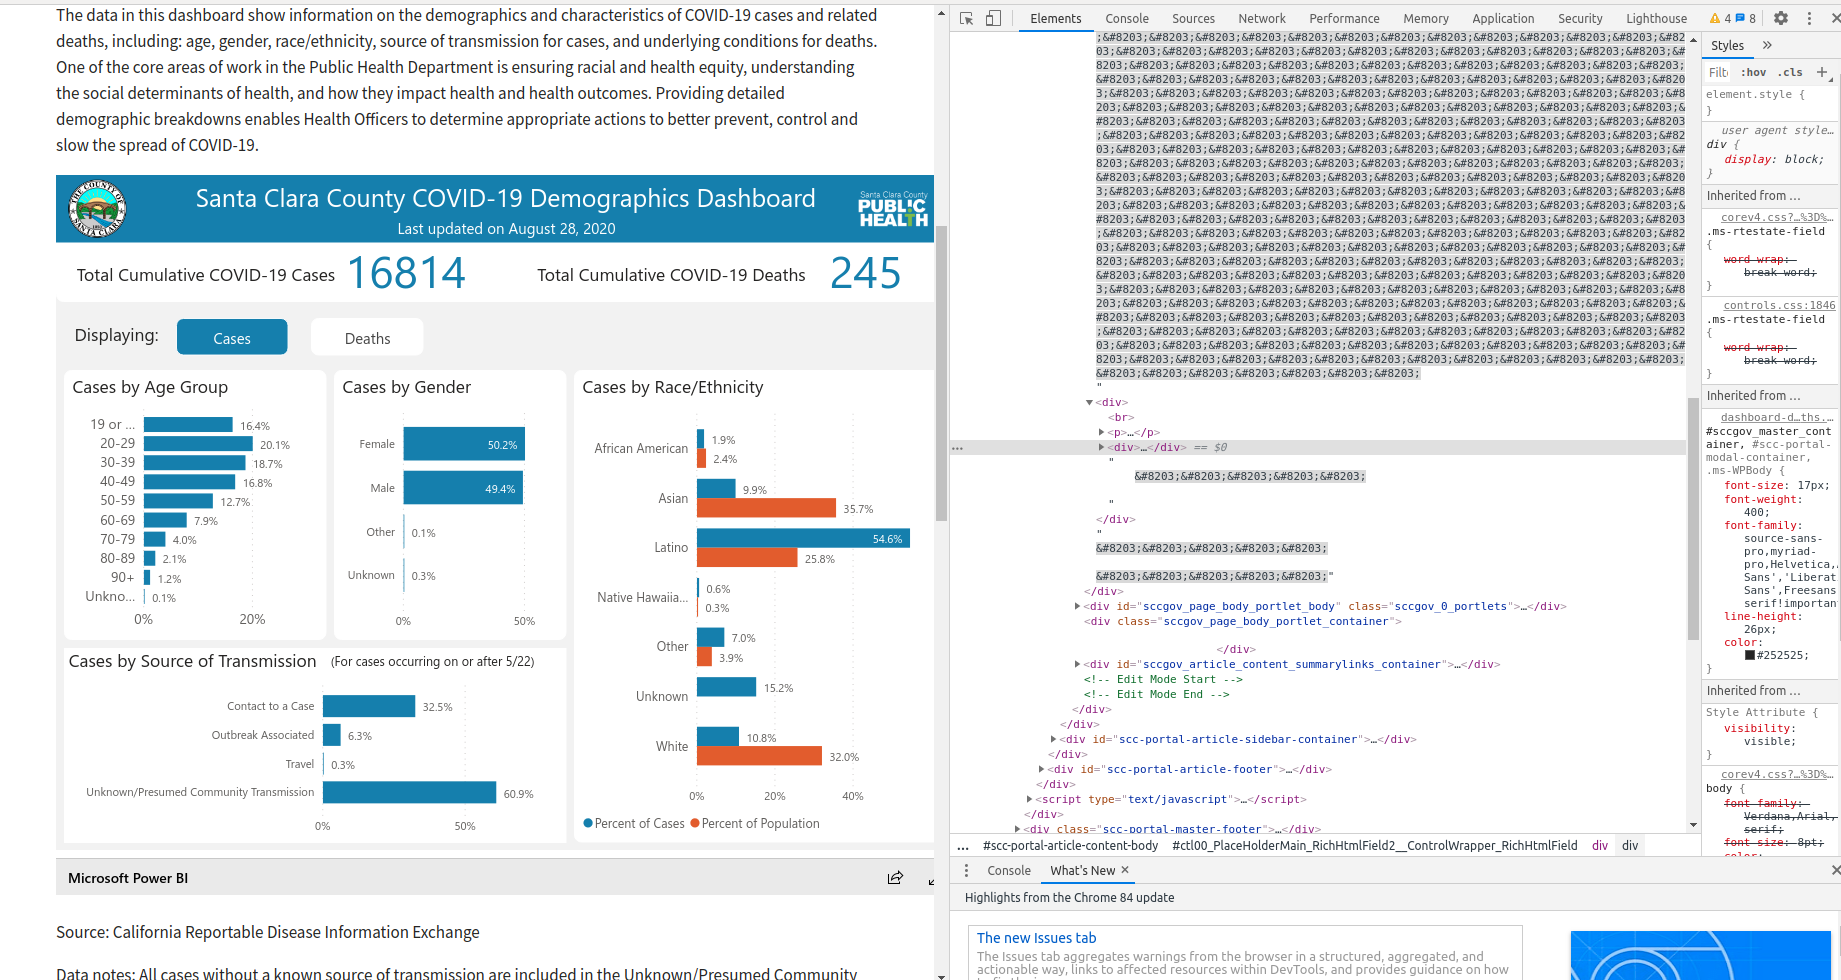 The data in this dashboard show information on the demographics and characteristics of COVID-19 cases and related
deaths, including: age, gender, race/ethnicity, source of transmission for cases, and underlying conditions for deaths.
One of the core areas of work in the Public Health Department is ensuring racial and health equity, understanding
the social determinants of health, and how they impact health and health outcomes. Providing detailed
demographic breakdowns enables Health Officers to determine appropriate actions to better prevent, control and
slow the spread of COVID-19.
Santa Clara County COVID-19 Demographics Dashboard
Last updated on August 28, 2020
THE COUNTY OF
SANTA CLARA
Santa Clara County
PUBLIC
HEALTH
Total Cumulative COVID-19 Cases 16814
Total Cumulative COVID-19 Deaths 245
Displaying: Cases Deaths
Cases by Age Group
19 or ... 16.4%
20-29 20.1%
30-39 18.7%
40-49 16.8%
50-59 12.7%
60-69 7.9%
70-79 4.0%
80-89 2.1%
90+ 1.2%
Unkno... 0.1%
0% 20%
Cases by Gender
Female 50.2%
Male 49.4%
Other 0.1%
Unknown 0.3%
0% 50%
Cases by Race/Ethnicity
African American 1.9%
2.4%
Asian 9.9%
35.7%
Latino 54.6%
25.8%
Native Hawaiia... 0.6%
0.3%
Other 7.0%
3.9%
Unknown 15.2%
White 10.8%
32.0%
0% 20% 40%
Percent of Cases Percent of Population
Cases by Source of Transmission (For cases occurring on or after 5/22)
Contact to a Case 32.5%
Outbreak Associated 6.3%
Travel 0.3%
Unknown/Presumed Community Transmission 60.9%
0% 50%
Microsoft Power BI
Source: California Reportable Disease Information Exchange
Data notes: All cases without a known source of transmission are included in the Unknown/Presumed Community
Elements Console Sources Network Performance Memory Application Security Lighthouse 4 8
&#8203;&#8203;&#8203;&#8203;&#8203;&#8203;&#8203;
"
<div>
<br>
<p>…</p>
… <div>…</div> == $0
"
&#8203;&#8203;&#8203;&#8203;&#8203;
"
</div>
"
&#8203;&#8203;&#8203;&#8203;&#8203;
&#8203;&#8203;&#8203;&#8203;&#8203;"
</div>
<div id="sccgov_page_body_portlet_body" class="sccgov_0_portlets">…</div>
<div class="sccgov_page_body_portlet_container">
</div>
<div id="sccgov_article_content_summarylinks_container">…</div>
<!-- Edit Mode Start -->
<!-- Edit Mode End -->
</div>
</div>
<div id="scc-portal-article-sidebar-container">…</div>
</div>
<div id="scc-portal-article-footer">…</div>
</div>
<script type="text/javascript">…</script>
</div>
<div class="scc-portal-master-footer">…</div>
… #scc-portal-article-content-body #ctl00_PlaceHolderMain_RichHtmlField2__ControlWrapper_RichHtmlField div div
Styles »
Filt :hov .cls +
element.style {
}
user agent style…
div {
display: block;
}
Inherited from …
corev4.css?…%3D%…
.ms-rtestate-field
{
word-wrap:
break-word;
}
controls.css:1846
.ms-rtestate-field
{
word-wrap:
break-word;
}
Inherited from …
dashboard-d…ths.…
#sccgov_master_cont
ainer, #scc-portal-
modal-container,
.ms-WPBody {
font-size: 17px;
font-weight:
400;
font-family:
source-sans-
pro,myriad-
pro,Helvetica,
Sans','Liberat
Sans',Freesans
serif!important
line-height:
26px;
color:
#252525;
}
Inherited from …
Style Attribute {
visibility:
visible;
}
corev4.css?…%3D%…
body {
font-family:
Verdana,Arial,
serif;
font-size: 8pt;
Console What's New ×
Highlights from the Chrome 84 update
The new Issues tab
The Issues tab aggregates warnings from the browser in a structured, aggregated, and
actionable way, links to affected resources within DevTools, and provides guidance on how